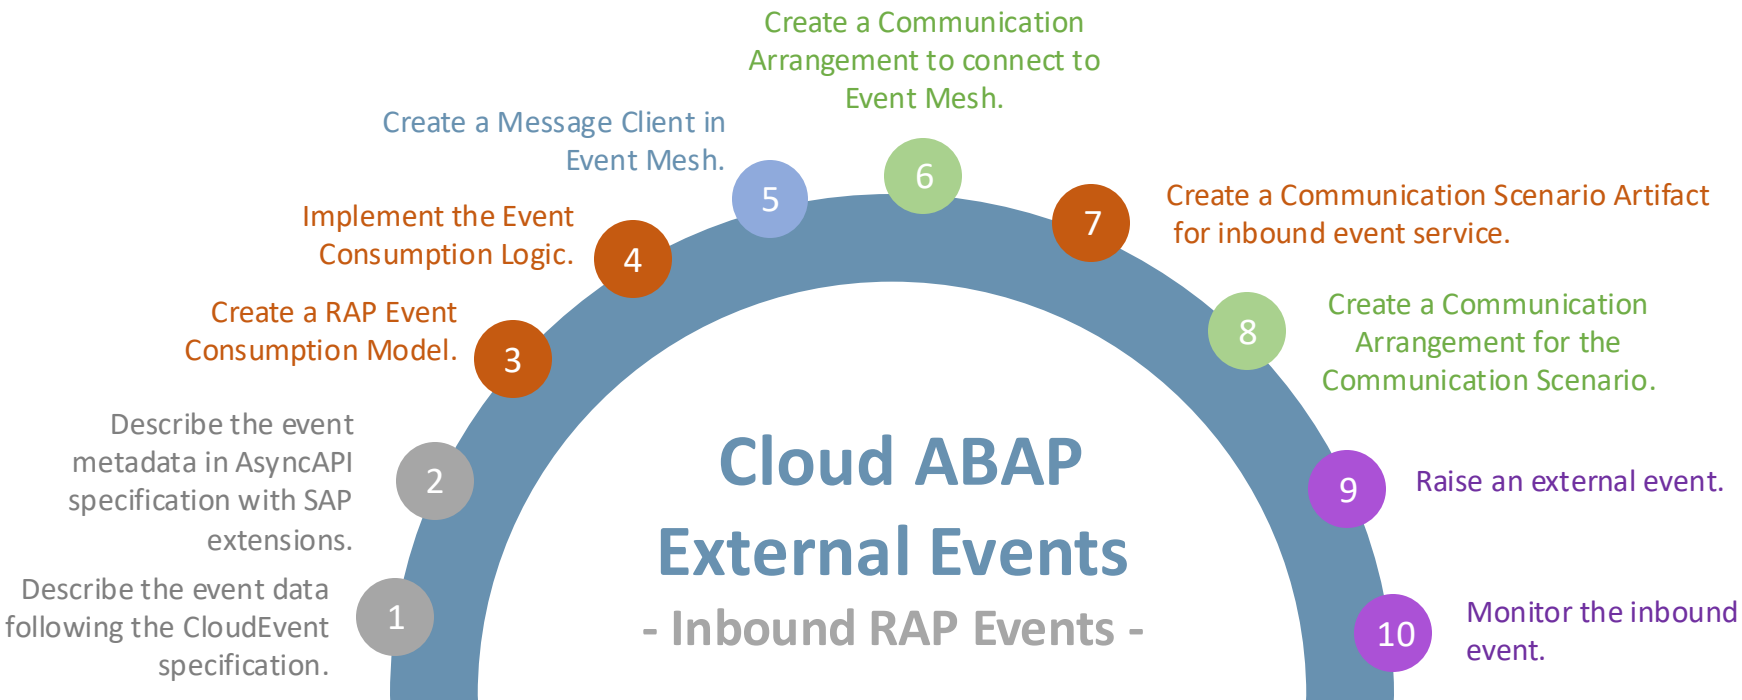 Create a Communication
Arrangement to connect to
Event Mesh.
6
Create a Message Client in
Event Mesh.
5
Implement the Event
Consumption Logic.
4
Create a RAP Event
Consumption Model.
3
Describe the event
metadata in AsyncAPI
specification with SAP
extensions.
2
Describe the event data
following the CloudEvent
specification.
1
7
Create a Communication Scenario Artifact
for inbound event service.
8
Create a Communication
Arrangement for the
Communication Scenario.
9
Raise an external event.
10
Monitor the inbound
event.
Cloud ABAP
External Events
- Inbound RAP Events -